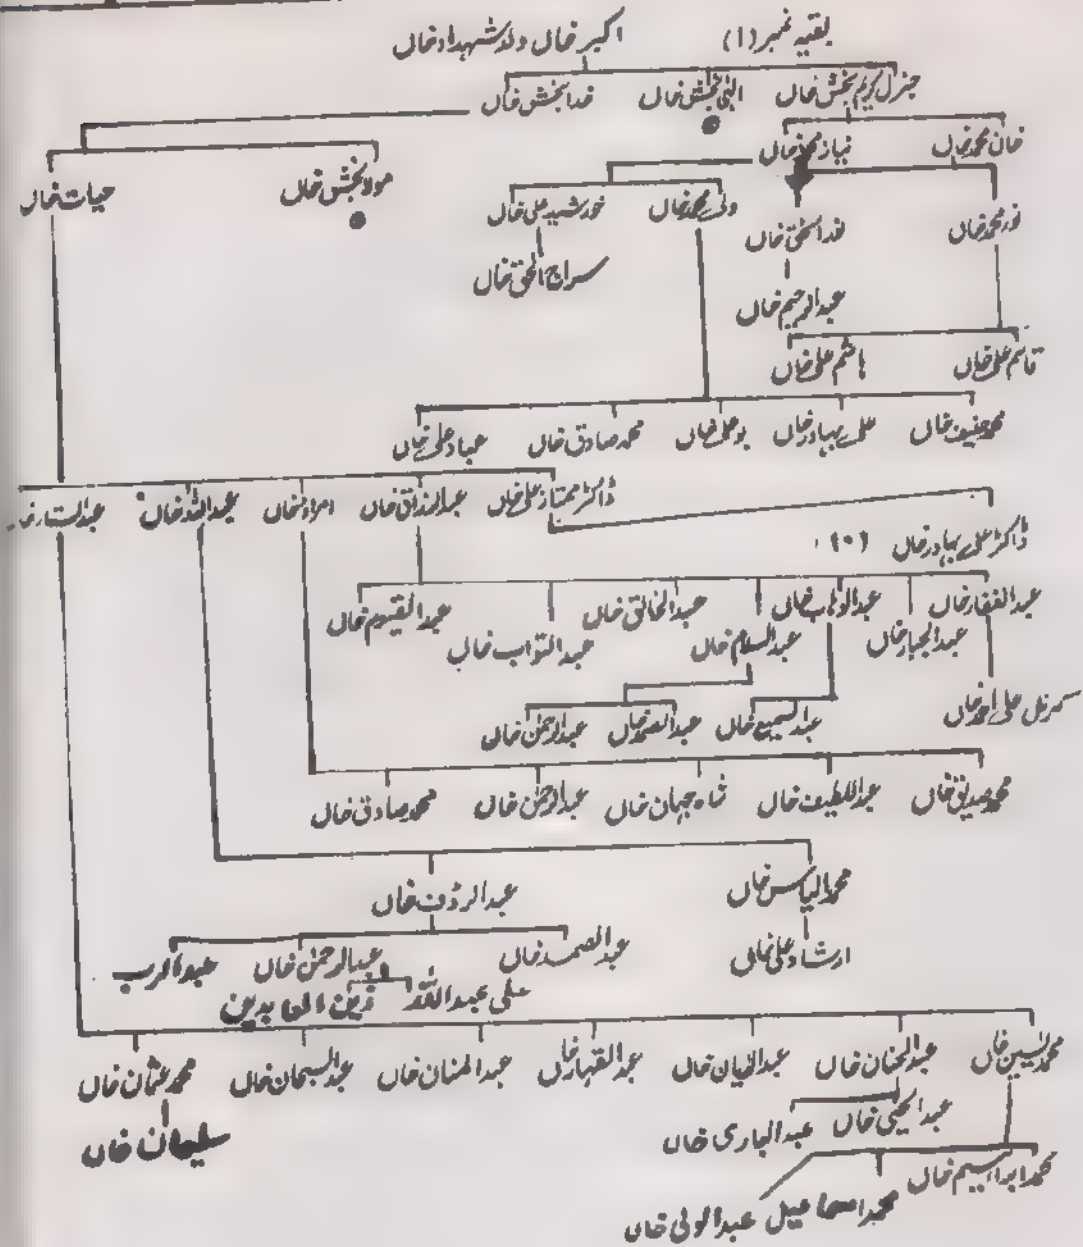 بقیہ نمبر (۱) اکبر خاں ولد شہداد خاں
جنرل کریم بخش خاں الٰہی بخش خاں خدا بخش خاں
خان محمد خاں نیاز محمد خاں مولا بخش خاں حیات خاں
نور محمد خاں فدا الحق خاں ولی محمد خاں خورشید علی خاں
سراج الحق خاں
عبدالرحیم خاں
قاسم علی خاں ہاشم علی خاں
محمد حنیف خاں علی بہادر خاں بو علی خاں محمد صادق خاں عباد علی خاں
ڈاکٹر ممتاز علی خاں عبدالرزاق خاں امراؤ خاں عبداللہ خاں عبدالستار خاں
ڈاکٹر علی بہادر خاں (۰)
عبدالغفار خاں عبدالوہاب خاں عبدالخالق خاں عبدالقیوم خاں
عبدالجبار خاں عبدالسلام خاں عبدالتواب خاں
کرنل علی احمد خاں عبدالسمیع خاں عبدالصمد خاں عبدالرحمٰن خاں
محمد صدیق خاں عبداللطیف خاں شاہ جہان خاں عبدالرحمٰن خاں محمد صادق خاں
محمد الیاس خاں عبدالرؤف خاں
ارشاد علی خاں عبدالصمد خاں عبدالرحمٰن خاں عبدالرب
علی عبداللہ زین العابدین
محمد یٰسین خاں عبدالحنان خاں عبدالدیان خاں عبدالقہار خاں عبدالمنان خاں عبدالسبحان خاں محمد عثمان خاں
عبدالحیٔ خاں عبدالباری خاں سلیمان خاں
محمد ابراہیم خاں محمد اسماعیل عبدالولی خاں